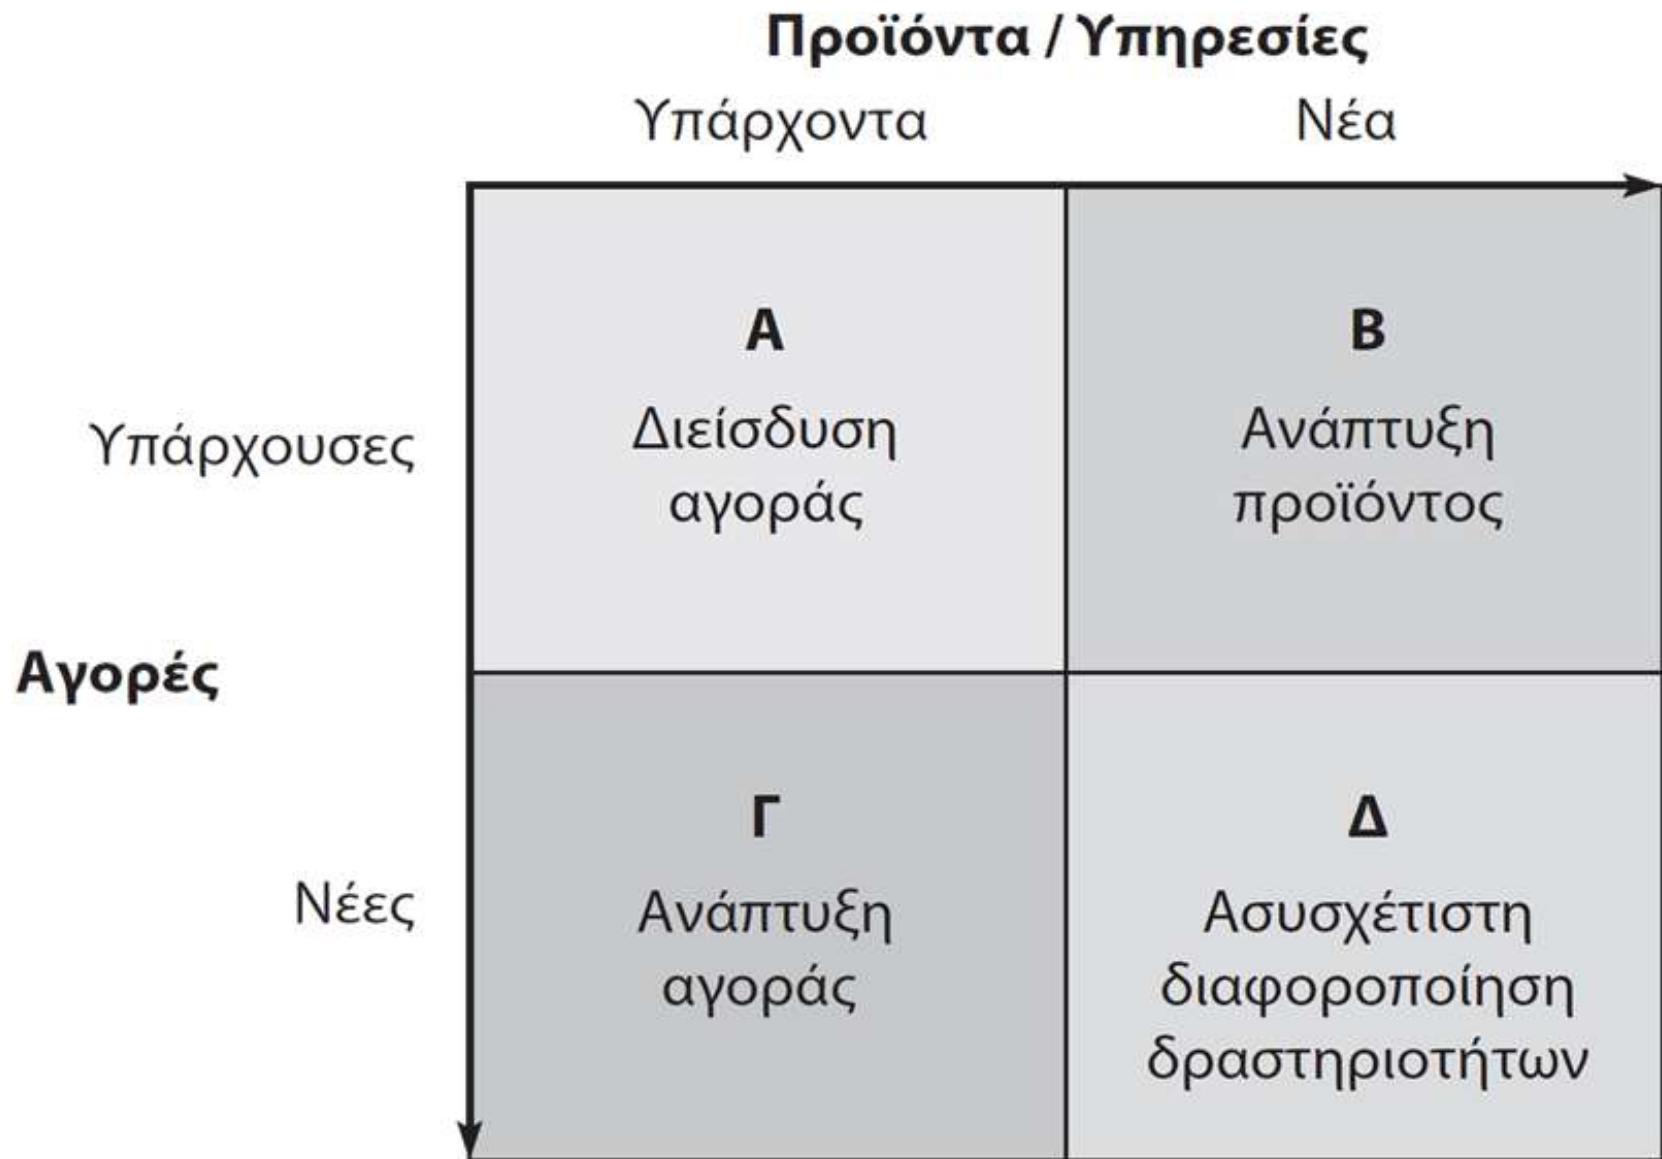 Προϊόντα / Υπηρεσίες
Υπάρχοντα Νέα
Α
Διείσδυση
αγοράς
Β
Ανάπτυξη
προϊόντος
Υπάρχουσες
Αγορές
Νέες
Γ
Ανάπτυξη
αγοράς
Δ
Ασυσχέτιστη
διαφοροποίηση
δραστηριοτήτων